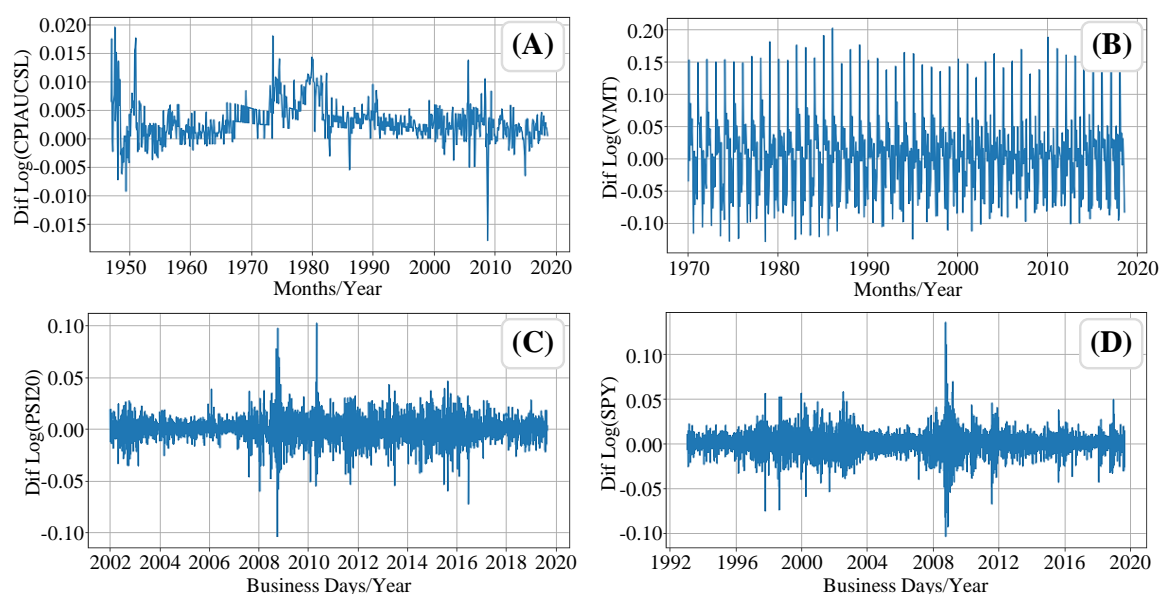 (A)
Dif Log(CPIAUCSL)
0.020
0.015
0.010
0.005
0.000
-0.005
-0.010
-0.015
1950 1960 1970 1980 1990 2000 2010 2020
Months/Year
(B)
Dif Log(VMT)
0.20
0.15
0.10
0.05
0.00
-0.05
-0.10
1970 1980 1990 2000 2010 2020
Months/Year
(C)
Dif Log(PSI20)
0.10
0.05
0.00
-0.05
-0.10
2002 2004 2006 2008 2010 2012 2014 2016 2018 2020
Business Days/Year
(D)
Dif Log(SPY)
0.10
0.05
0.00
-0.05
-0.10
1992 1996 2000 2004 2008 2012 2016 2020
Business Days/Year